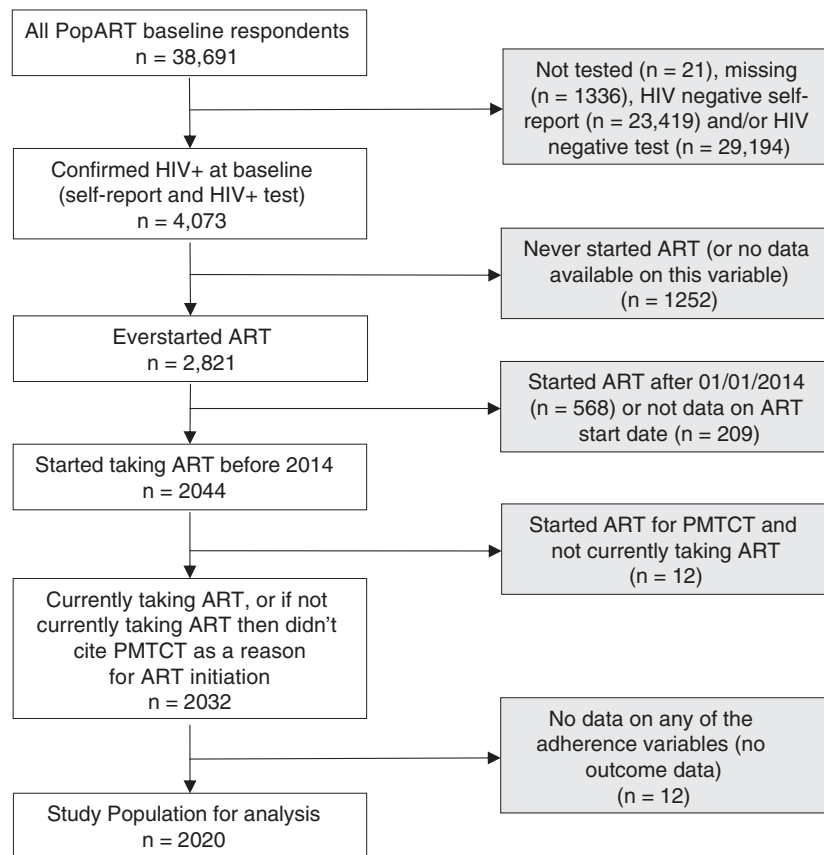 All PopART baseline respondents
n = 38,691
Not tested (n = 21), missing
(n = 1336), HIV negative self-
report (n = 23,419) and/or HIV
negative test (n = 29,194)
Confirmed HIV+ at baseline
(self-report and HIV+ test)
n = 4,073
Never started ART (or no data
available on this variable)
(n = 1252)
Everstarted ART
n = 2,821
Started ART after 01/01/2014
(n = 568) or not data on ART
start date (n = 209)
Started taking ART before 2014
n = 2044
Started ART for PMTCT and
not currently taking ART
(n = 12)
Currently taking ART, or if not
currently taking ART then didn’t
cite PMTCT as a reason
for ART initiation
n = 2032
No data on any of the
adherence variables (no
outcome data)
(n = 12)
Study Population for analysis
n = 2020